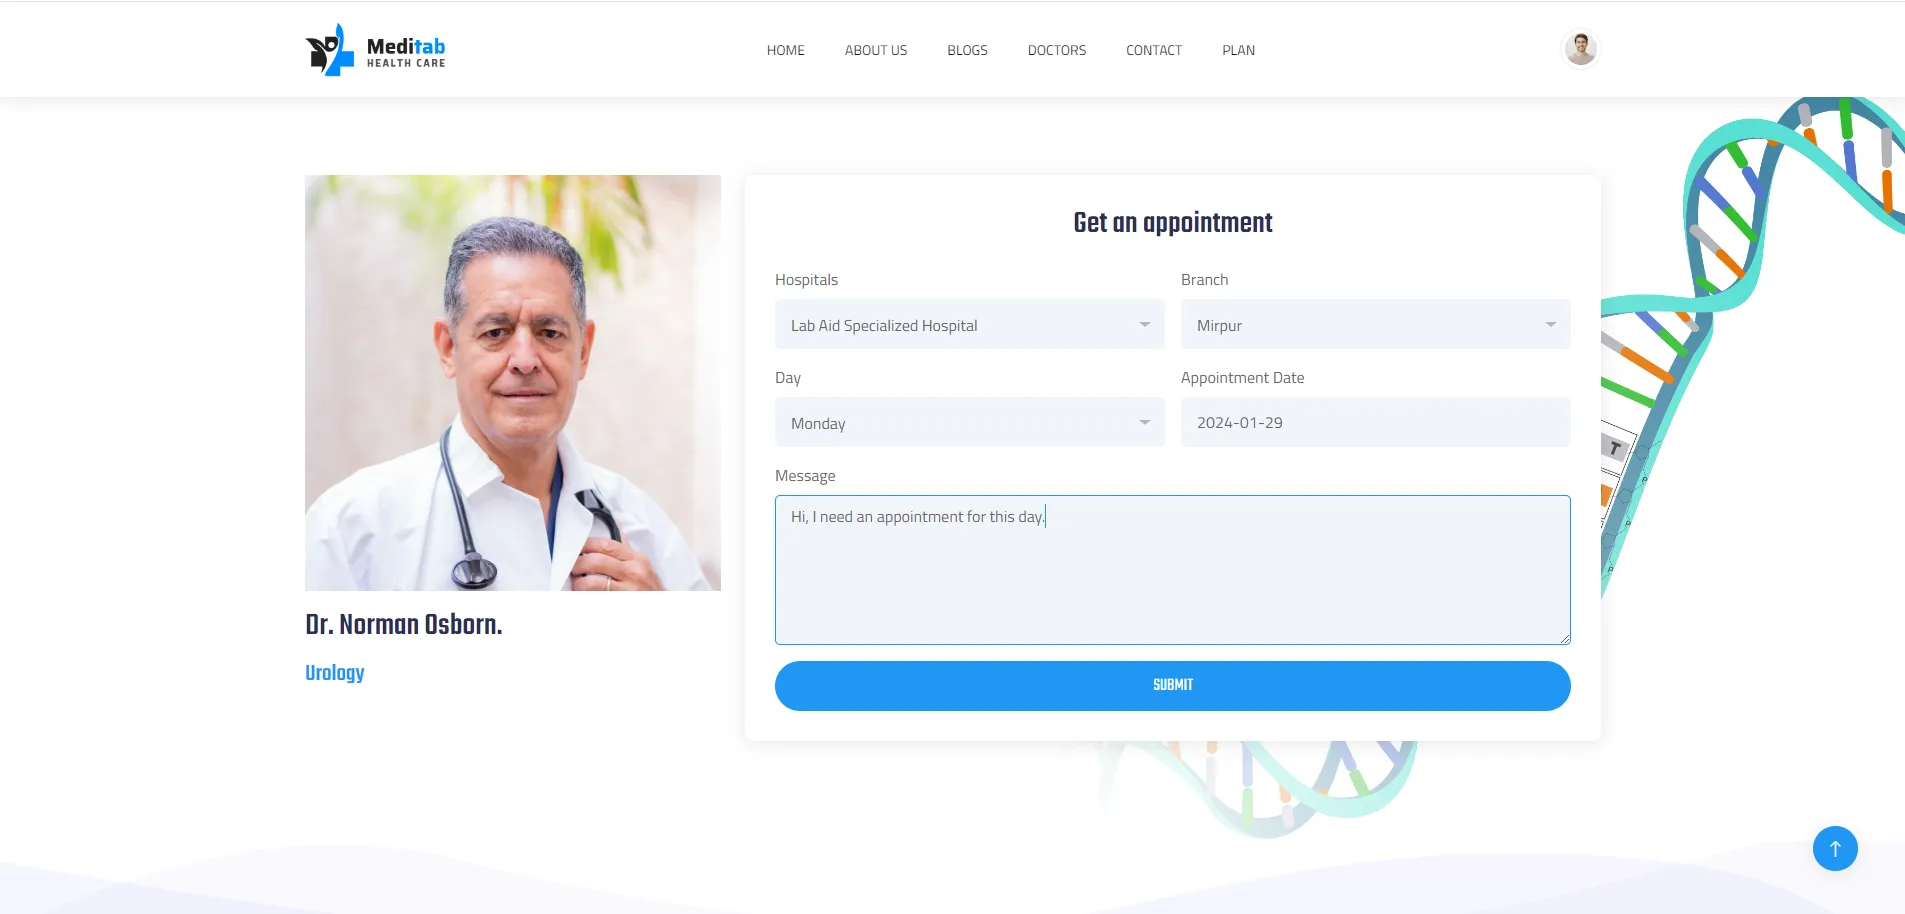 Meditab
HEALTH CARE
HOME ABOUT US BLOGS DOCTORS CONTACT PLAN
Get an appointment
Hospitals Branch
Lab Aid Specialized Hospital Mirpur
Day Appointment Date
Monday 2024-01-29
Message
Hi, I need an appointment for this day.
SUBMIT
Dr. Norman Osborn.
Urology
T
P
P
P